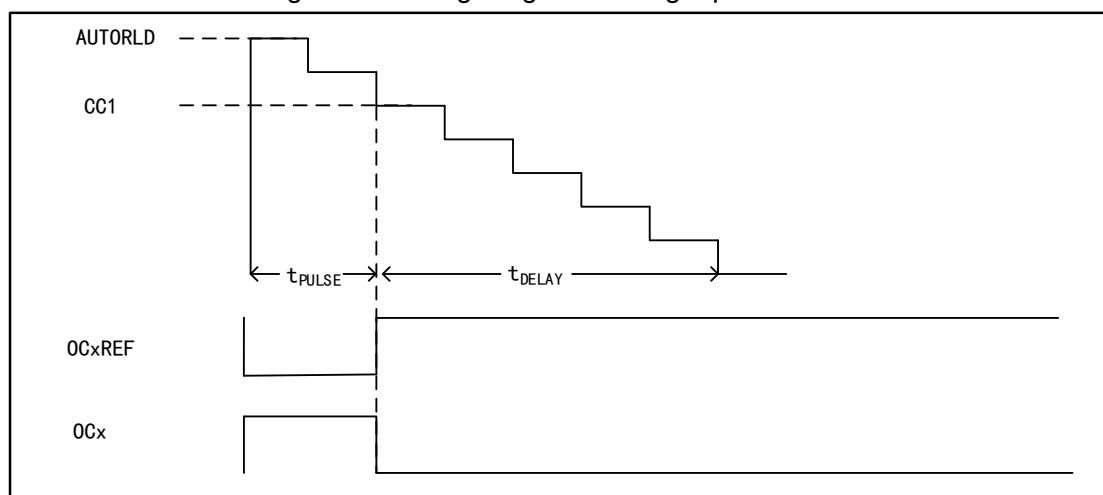 AUTORLD
CC1
tPULSE
tDELAY
OCxREF
OCx